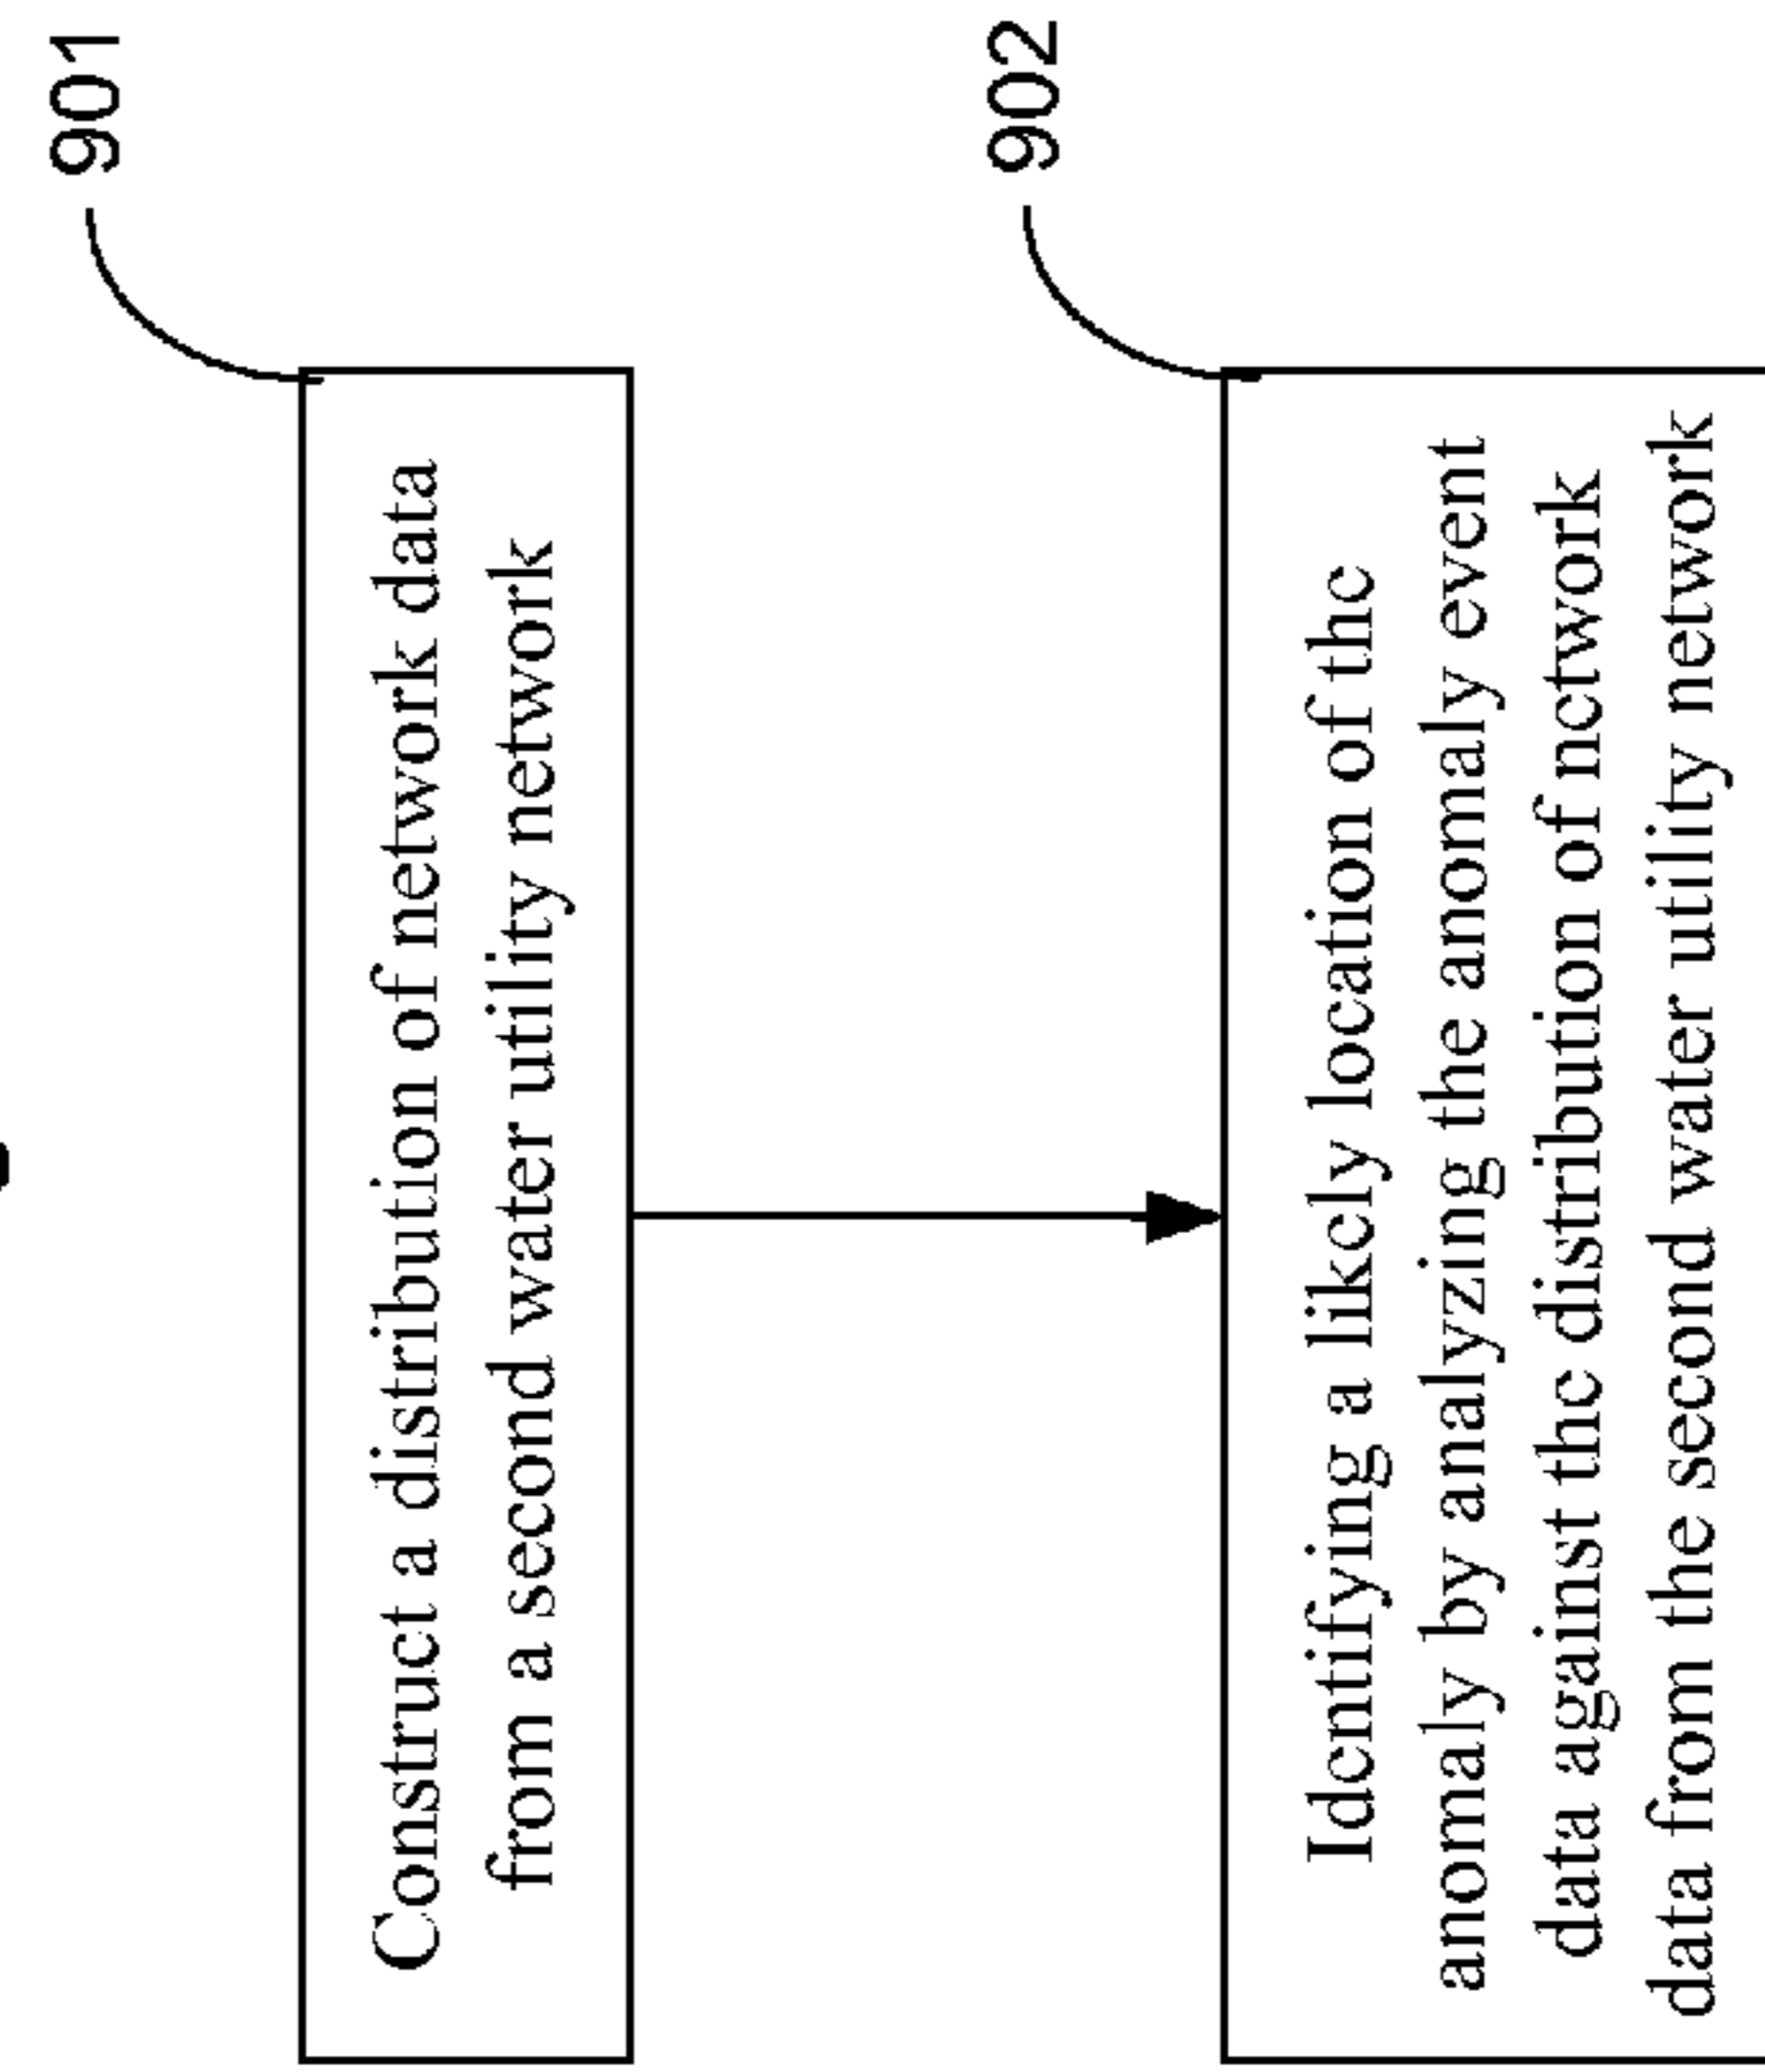 901
Construct a distribution of network data
from a second water utility network
902
Identifying a likely location of the
anomaly by analyzing the anomaly event
data against the distribution of network
data from the second water utility network